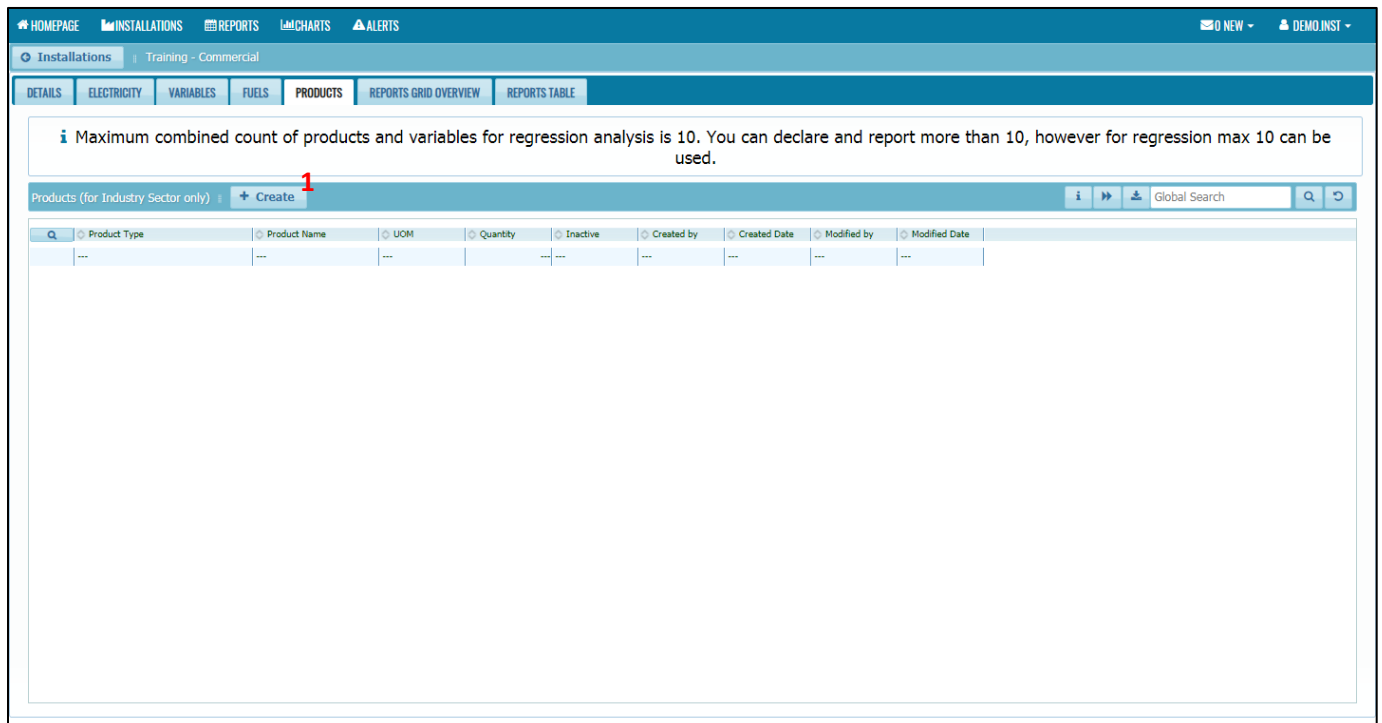 HOMEPAGE INSTALLATIONS REPORTS CHARTS ALERTS 0 NEW DEMO.INST
Installations Training - Commercial
DETAILS ELECTRICITY VARIABLES FUELS PRODUCTS REPORTS GRID OVERVIEW REPORTS TABLE
i Maximum combined count of products and variables for regression analysis is 10. You can declare and report more than 10, however for regression max 10 can be
used.
1
Products (for Industry Sector only) + Create i Global Search
Product Type Product Name UOM Quantity Inactive Created by Created Date Modified by Modified Date
--- --- --- --- --- --- --- --- ---